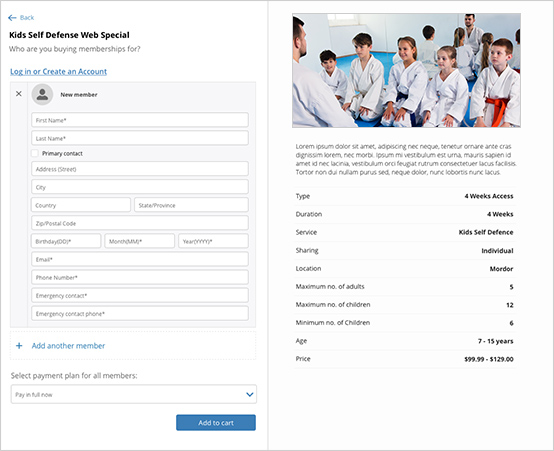 Back
Kids Self Defense Web Special
Who are you buying memberships for?
Log in or Create an Account
New member
First Name*
Last Name*
Primary contact
Address (Street)
City
Country
State/Province
Zip/Postal Code
Birthday(DD)*
Month(MM)*
Year(YYYY)*
Email*
Phone Number*
Emergency contact*
Emergency contact phone*
+ Add another member
Select payment plan for all members:
Pay in full now
Add to cart
Lorem ipsum dolor sit amet, adipiscing nec neque, tenetur ornare ante cras
dignissim lorem, nec morbi. Ipsum mi vestibulum est urna, mauris sapien id
amet id nec lacinia, vestibulum orci feugiat rutrum consectetuer lacus facilisis.
Tortor non dui nullam purus sed, neque dolor, nunc lobortis nunc lacus.
Type 4 Weeks Access
Duration 4 Weeks
Service Kids Self Defence
Sharing Individual
Location Mordor
Maximum no. of adults 5
Maximum no. of children 12
Minimum no. of Children 6
Age 7 - 15 years
Price $99.99 - $129.00